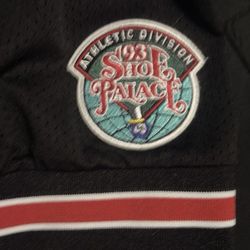 ATHLETIC DIVISION
'93
SHOE
PALACE